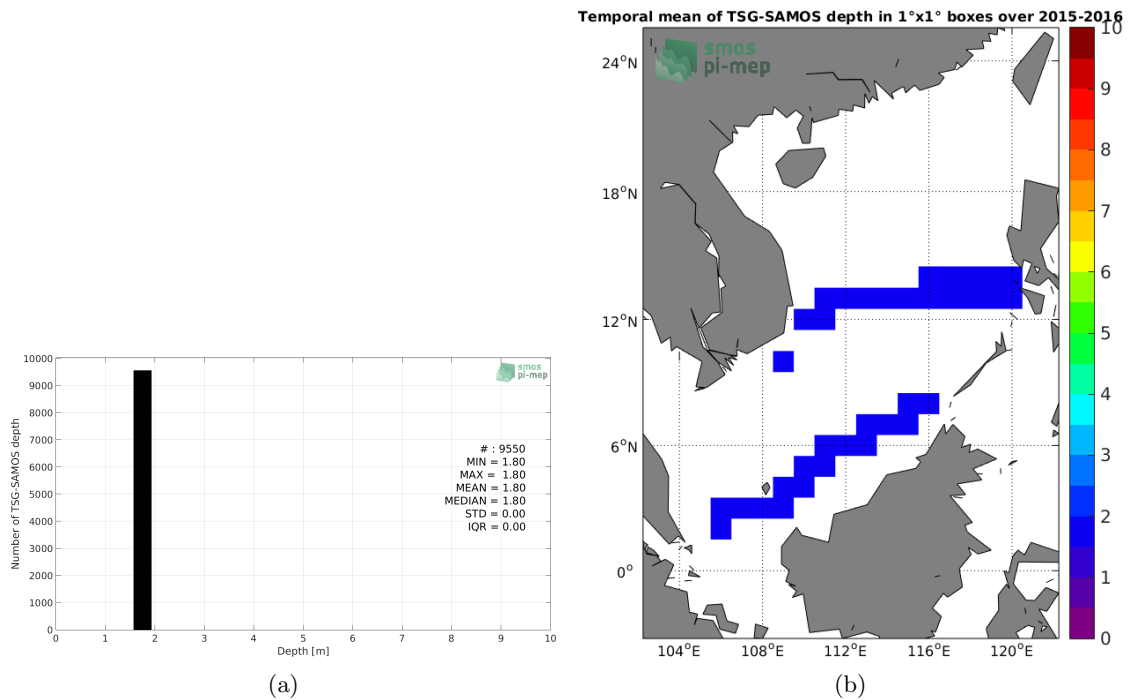 Temporal mean of TSG-SAMOS depth in 1°x1° boxes over 2015-2016
smos
pi-mep
24°N
18°N
12°N
6°N
0°
104°E
108°E
112°E
116°E
120°E
10
9
8
7
6
5
4
3
2
1
0
10000
9000
8000
7000
6000
5000
4000
3000
2000
1000
0
Number of TSG-SAMOS depth
smos
pi-mep
# : 9550
MIN = 1.80
MAX = 1.80
MEAN = 1.80
MEDIAN = 1.80
STD = 0.00
IQR = 0.00
0 1 2 3 4 5 6 7 8 9 10
Depth [m]
(a)
(b)